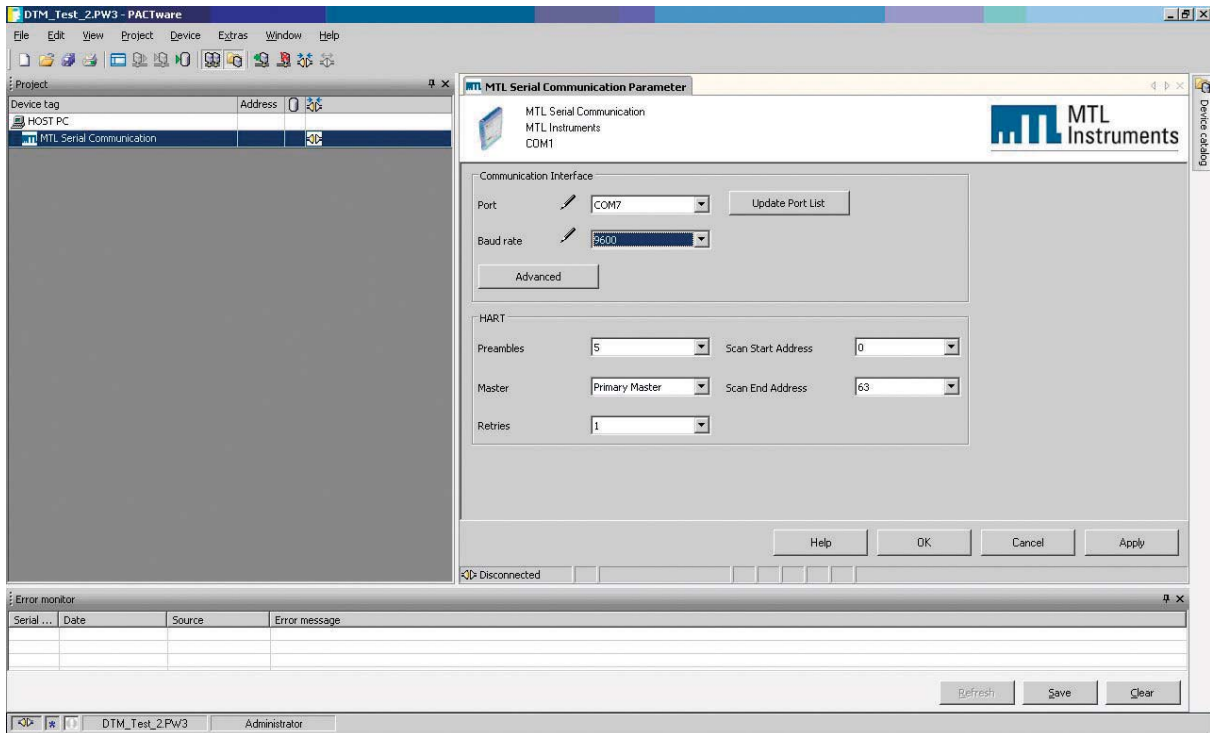 DTM_Test_2.PW3 - PACTware
File Edit View Project Device Extras Window Help
Project
Device tag Address
HOST PC
MTL Serial Communication
MTL MTL Serial Communication Parameter
MTL Serial Communication
MTL Instruments
COM1
MTL
Instruments
Device catalog
Communication Interface
Port COM7 Update Port List
Baud rate 9600
Advanced
HART
Preambles 5 Scan Start Address 0
Master Primary Master Scan End Address 63
Retries 1
Help OK Cancel Apply
Disconnected
Error monitor
Serial ... Date Source Error message
Refresh Save Clear
DTM_Test_2.PW3 Administrator